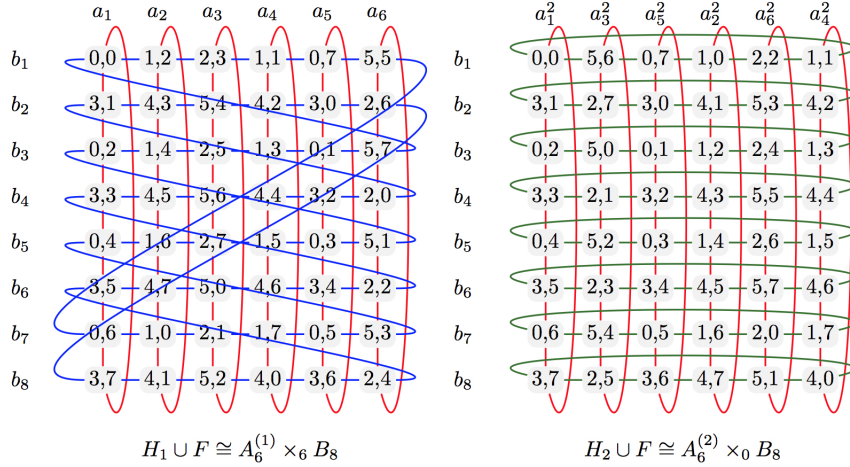 a₁ a₂ a₃ a₄ a₅ a₆ a₁² a₃² a₅² a₂² a₆² a₄²
b₁ 0,0 1,2 2,3 1,1 0,7 5,5 b₁ 0,0 5,6 0,7 1,0 2,2 1,1
b₂ 3,1 4,3 5,4 4,2 3,0 2,6 b₂ 3,1 2,7 3,0 4,1 5,3 4,2
b₃ 0,2 1,4 2,5 1,3 0,1 5,7 b₃ 0,2 5,0 0,1 1,2 2,4 1,3
b₄ 3,3 4,5 5,6 4,4 3,2 2,0 b₄ 3,3 2,1 3,2 4,3 5,5 4,4
b₅ 0,4 1,6 2,7 1,5 0,3 5,1 b₅ 0,4 5,2 0,3 1,4 2,6 1,5
b₆ 3,5 4,7 5,0 4,6 3,4 2,2 b₆ 3,5 2,3 3,4 4,5 5,7 4,6
b₇ 0,6 1,0 2,1 1,7 0,5 5,3 b₇ 0,6 5,4 0,5 1,6 2,0 1,7
b₈ 3,7 4,1 5,2 4,0 3,6 2,4 b₈ 3,7 2,5 3,6 4,7 5,1 4,0
H₁ ∪ F ≅ A₆⁽¹⁾ ×₆ B₈ H₂ ∪ F ≅ A₆⁽²⁾ ×₀ B₈